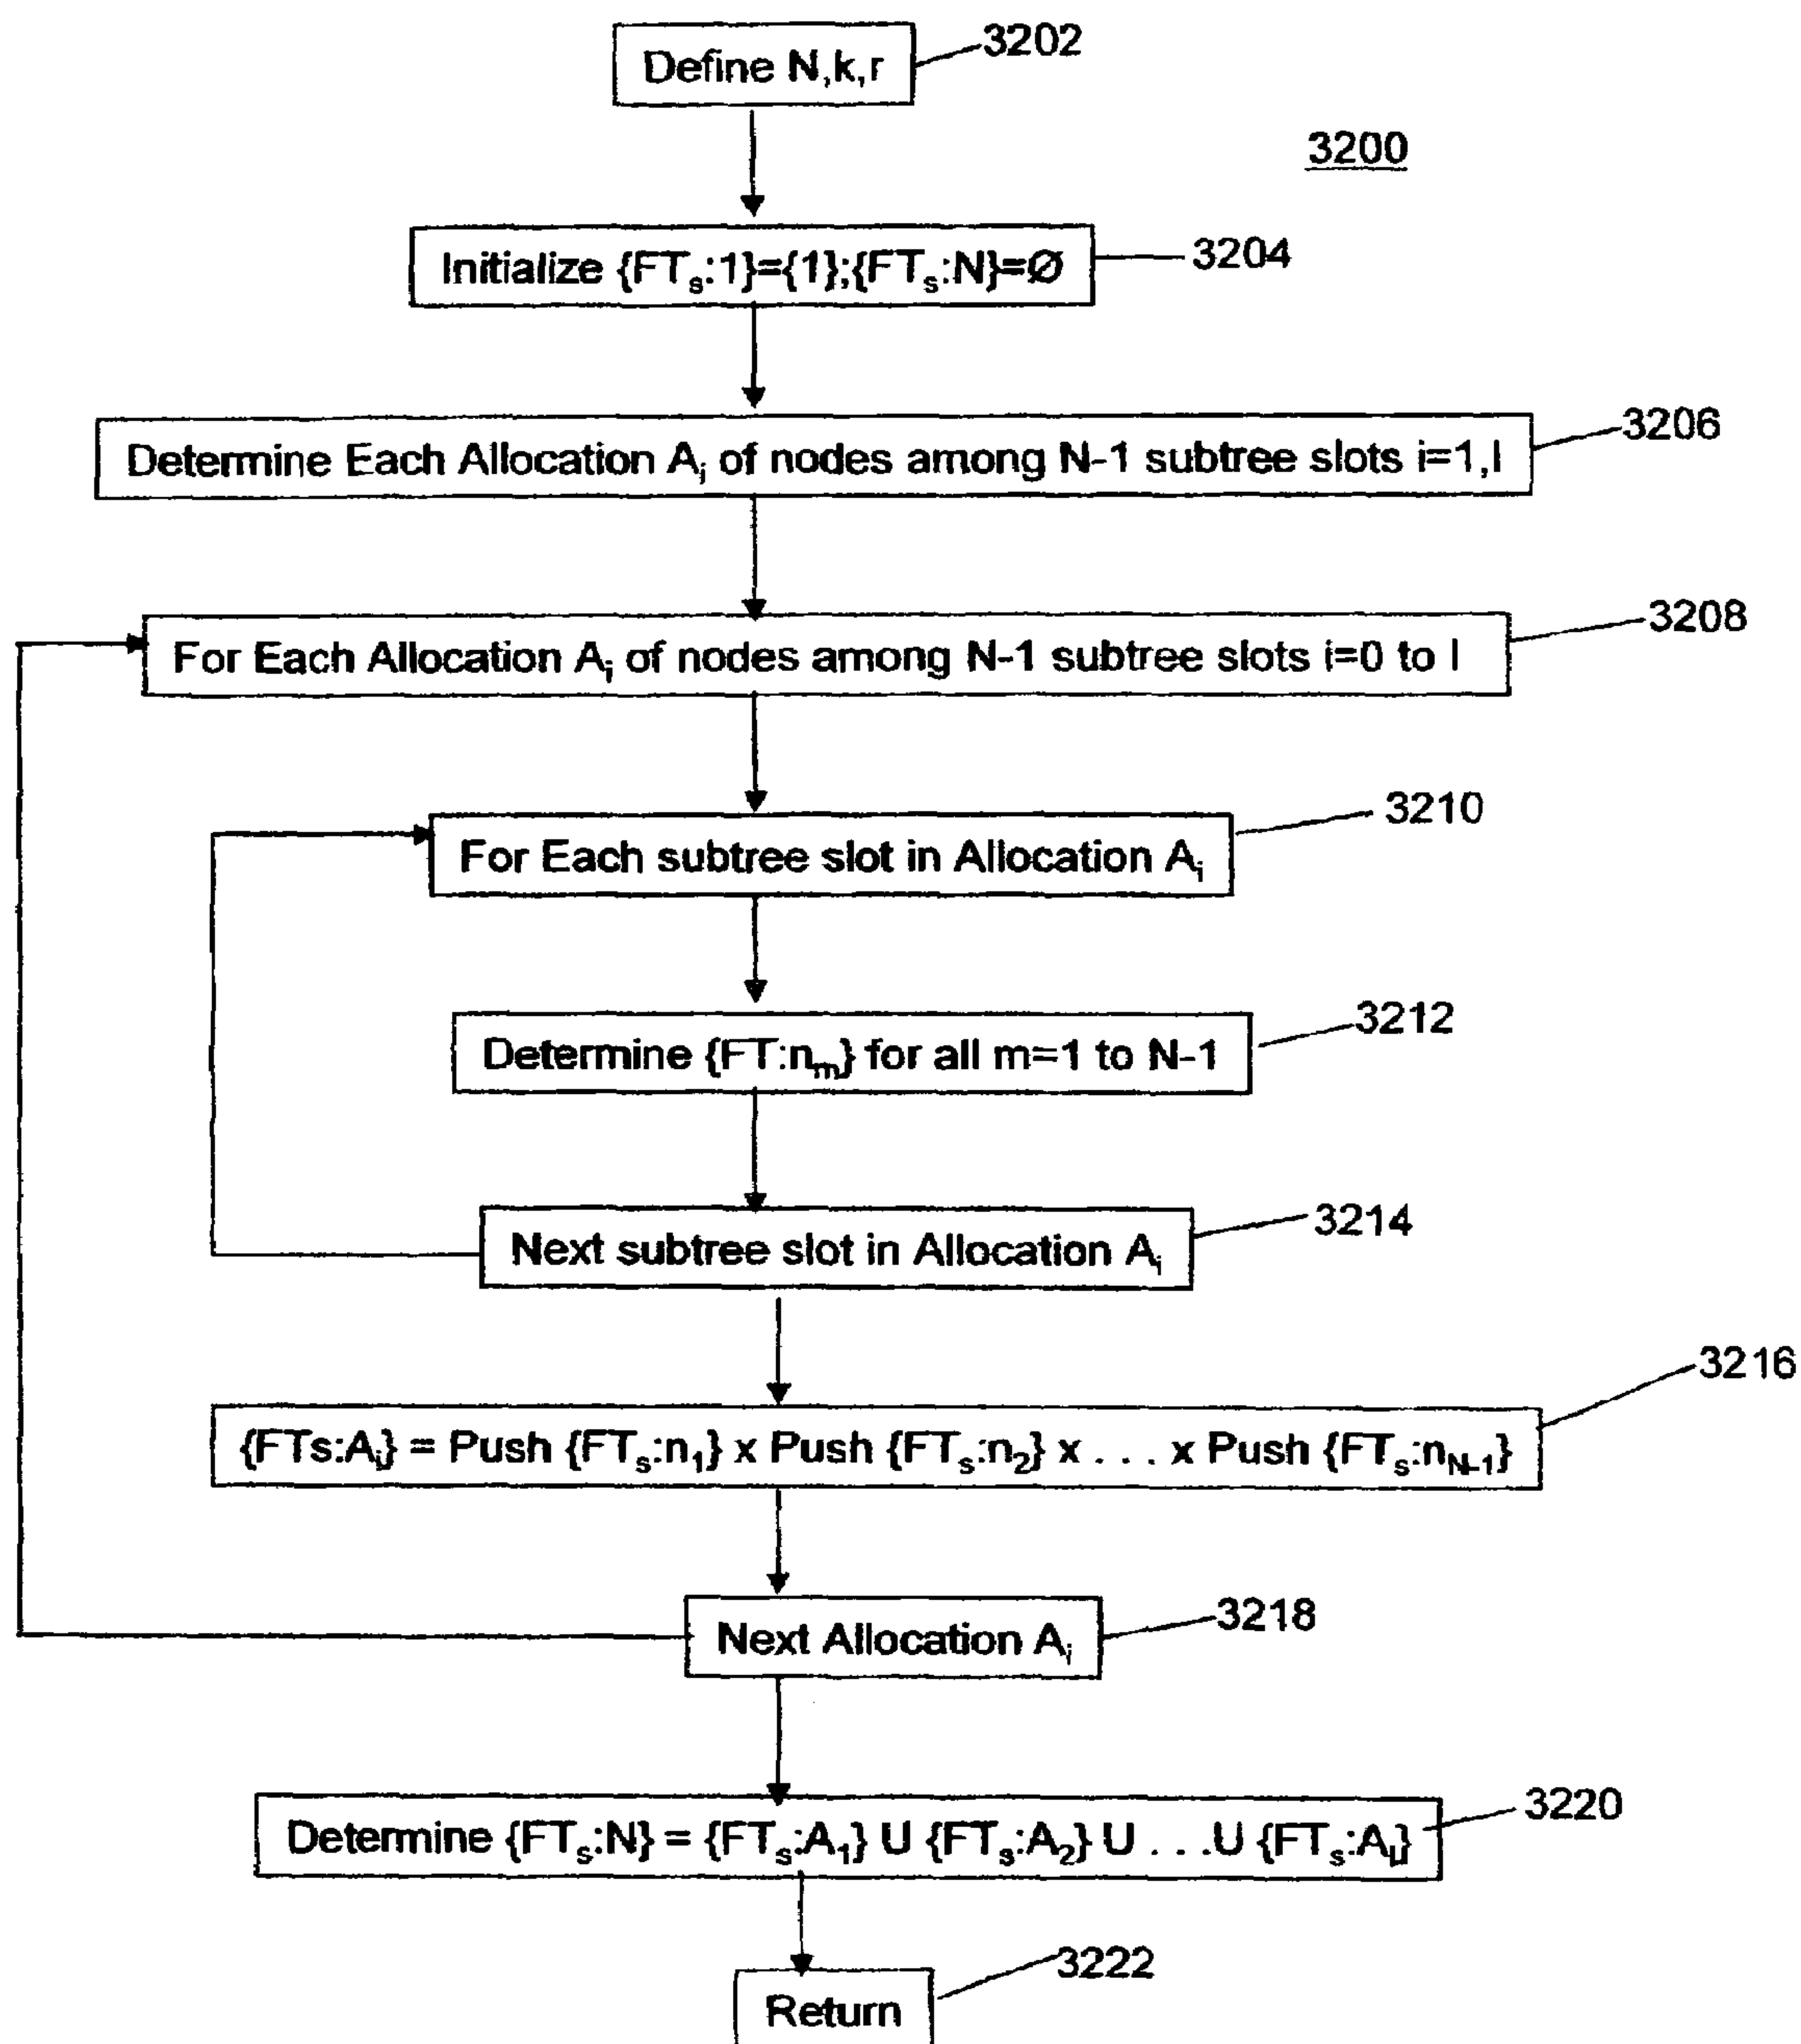 Define N,k,r
3202
3200
Initialize {FTₛ:1}={1};{FTₛ:N}=Ø
3204
Determine Each Allocation Aᵢ of nodes among N-1 subtree slots i=1,I
3206
For Each Allocation Aᵢ of nodes among N-1 subtree slots i=0 to I
3208
For Each subtree slot in Allocation Aᵢ
3210
Determine {FT:nₘ} for all m=1 to N-1
3212
Next subtree slot in Allocation Aᵢ
3214
{FTs:Aᵢ} = Push {FTₛ:n₁} x Push {FTₛ:n₂} x . . . x Push {FTₛ:n_N-1}
3216
Next Allocation Aᵢ
3218
Determine {FTₛ:N} = {FTₛ:A₁} U {FTₛ:A₂} U . . .U {FTₛ:A_I}
3220
Return
3222